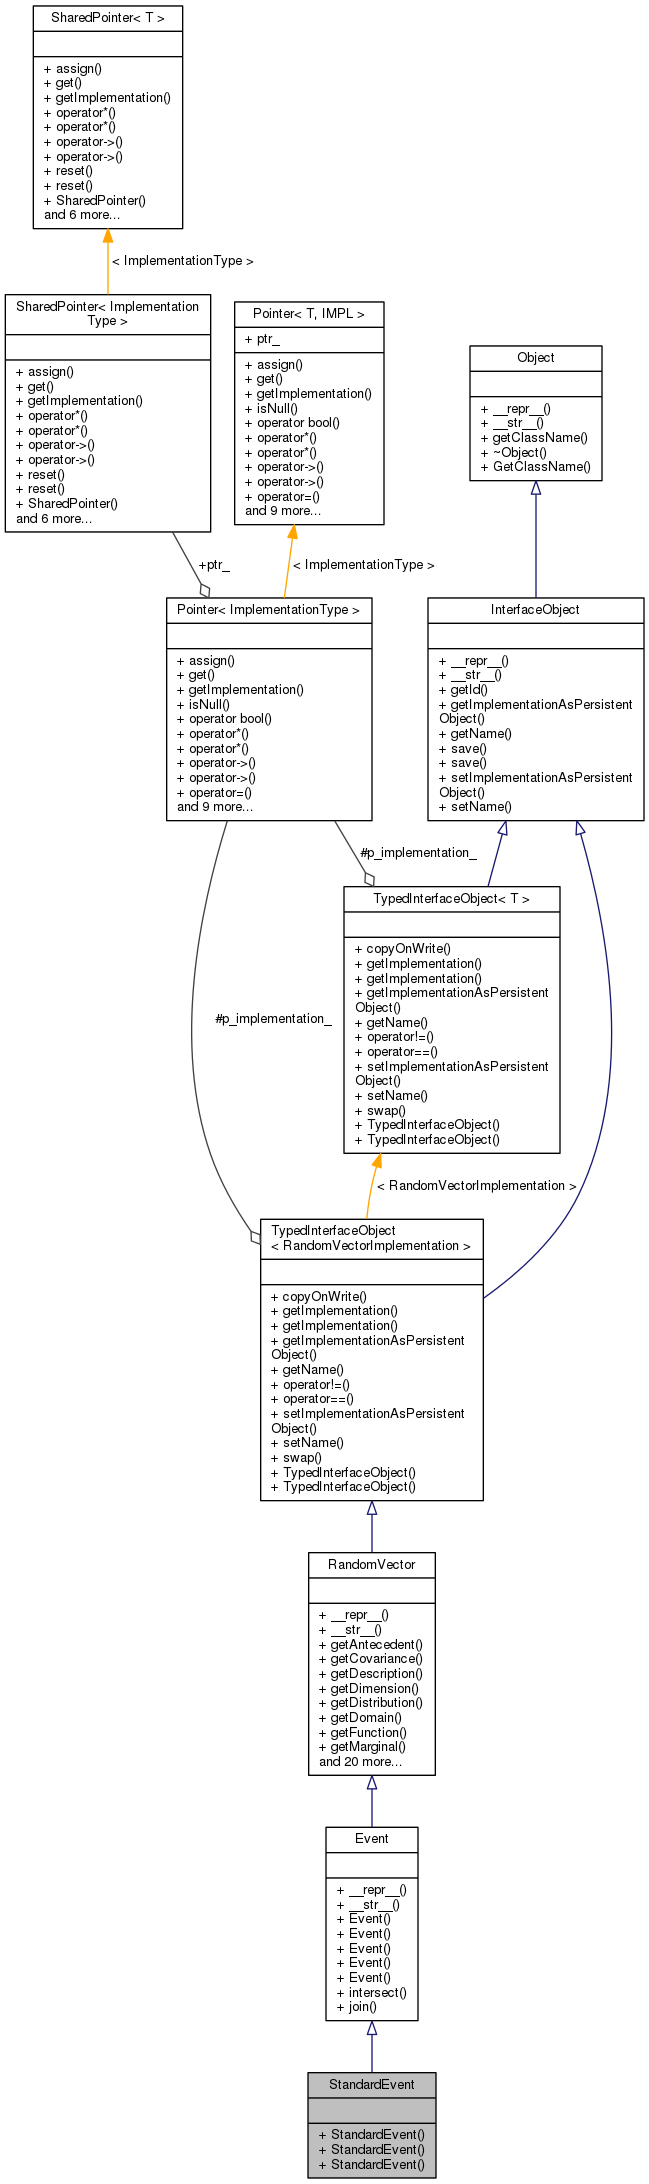 SharedPointer< T >
+ assign()
+ get()
+ getImplementation()
+ operator*()
+ operator*()
+ operator->()
+ operator->()
+ reset()
+ reset()
+ SharedPointer()
and 6 more...
< ImplementationType >
SharedPointer< Implementation
Type >
+ assign()
+ get()
+ getImplementation()
+ operator*()
+ operator*()
+ operator->()
+ operator->()
+ reset()
+ reset()
+ SharedPointer()
and 6 more...
Pointer< T, IMPL >
+ ptr_
+ assign()
+ get()
+ getImplementation()
+ isNull()
+ operator bool()
+ operator*()
+ operator*()
+ operator->()
+ operator->()
+ operator=()
and 9 more...
Object
+ __repr__()
+ __str__()
+ getClassName()
+ ~Object()
+ GetClassName()
+ptr_
< ImplementationType >
Pointer< ImplementationType >
+ assign()
+ get()
+ getImplementation()
+ isNull()
+ operator bool()
+ operator*()
+ operator*()
+ operator->()
+ operator->()
+ operator=()
and 9 more...
InterfaceObject
+ __repr__()
+ __str__()
+ getId()
+ getImplementationAsPersistent
Object()
+ getName()
+ save()
+ save()
+ setImplementationAsPersistent
Object()
+ setName()
#p_implementation_
TypedInterfaceObject< T >
+ copyOnWrite()
+ getImplementation()
+ getImplementation()
+ getImplementationAsPersistent
Object()
+ getName()
+ operator!=()
+ operator==()
+ setImplementationAsPersistent
Object()
+ setName()
+ swap()
+ TypedInterfaceObject()
+ TypedInterfaceObject()
#p_implementation_
< RandomVectorImplementation >
TypedInterfaceObject
< RandomVectorImplementation >
+ copyOnWrite()
+ getImplementation()
+ getImplementation()
+ getImplementationAsPersistent
Object()
+ getName()
+ operator!=()
+ operator==()
+ setImplementationAsPersistent
Object()
+ setName()
+ swap()
+ TypedInterfaceObject()
+ TypedInterfaceObject()
RandomVector
+ __repr__()
+ __str__()
+ getAntecedent()
+ getCovariance()
+ getDescription()
+ getDimension()
+ getDistribution()
+ getDomain()
+ getFunction()
+ getMarginal()
and 20 more...
Event
+ __repr__()
+ __str__()
+ Event()
+ Event()
+ Event()
+ Event()
+ Event()
+ intersect()
+ join()
StandardEvent
+ StandardEvent()
+ StandardEvent()
+ StandardEvent()